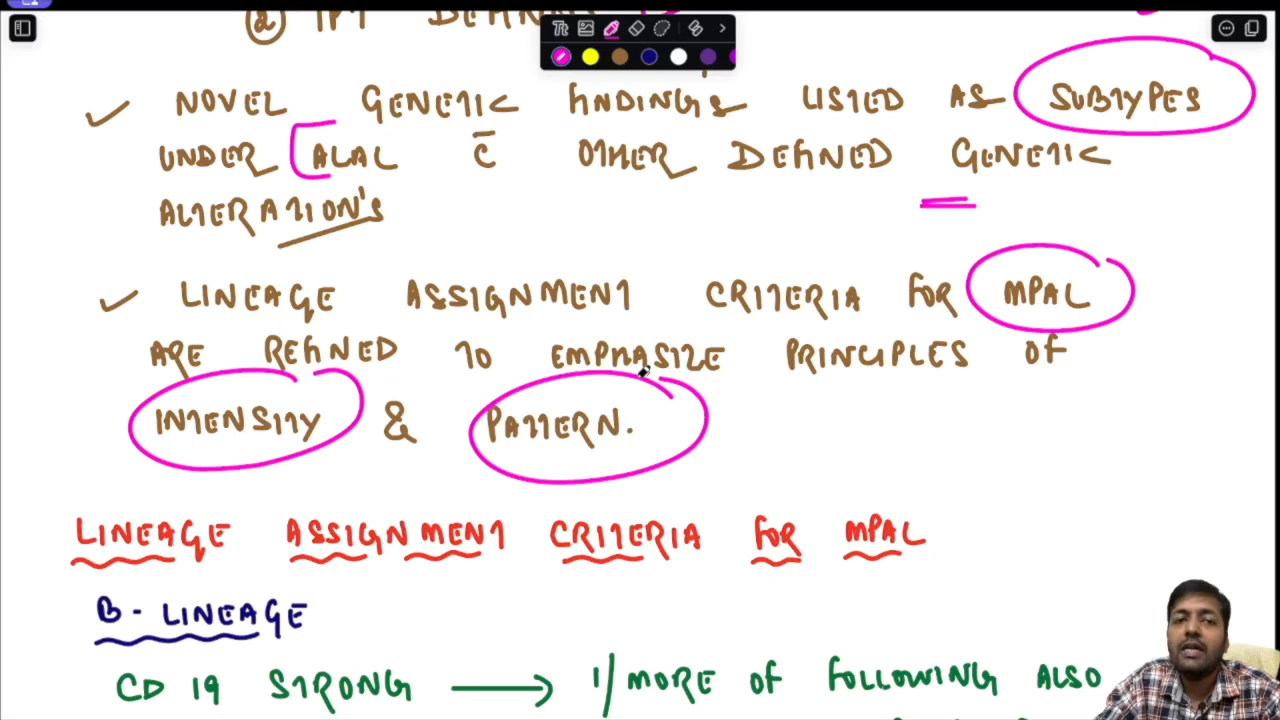 NOVEL GENETIC FINDINGS LISTED AS SUBTYPES
UNDER ALAL C̄ OTHER DEFINED GENETIC
ALTERATION'S
LINEAGE ASSIGNMENT CRITERIA FOR MPAL
ARE REFINED TO EMPHASIZE PRINCIPLES OF
INTENSITY & PATTERN.
LINEAGE ASSIGNMENT CRITERIA FOR MPAL
B - LINEAGE
CD 19 STRONG → 1/MORE OF FOLLOWING ALSO